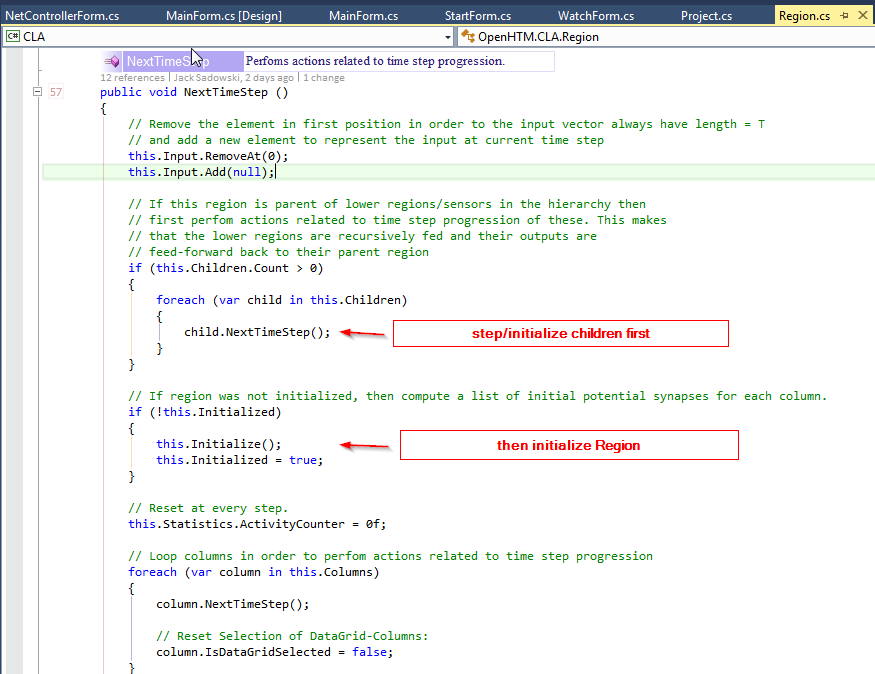 NetControllerForm.cs MainForm.cs [Design] MainForm.cs StartForm.cs WatchForm.cs Project.cs Region.cs
C# CLA OpenHTM.CLA.Region
NextTimeStep Perfoms actions related to time step progression.
12 references | Jack Sadowski, 2 days ago | 1 change
57 public void NextTimeStep ()
{
// Remove the element in first position in order to the input vector always have length = T
// and add a new element to represent the input at current time step
this.Input.RemoveAt(0);
this.Input.Add(null);
// If this region is parent of lower regions/sensors in the hierarchy then
// first perfom actions related to time step progression of these. This makes
// that the lower regions are recursively fed and their outputs are
// feed-forward back to their parent region
if (this.Children.Count > 0)
{
foreach (var child in this.Children)
{
child.NextTimeStep(); step/initialize children first
}
}
// If region was not initialized, then compute a list of initial potential synapses for each column.
if (!this.Initialized)
{
this.Initialize(); then initialize Region
this.Initialized = true;
}
// Reset at every step.
this.Statistics.ActivityCounter = 0f;
// Loop columns in order to perfom actions related to time step progression
foreach (var column in this.Columns)
{
column.NextTimeStep();
// Reset Selection of DataGrid-Columns:
column.IsDataGridSelected = false;
}